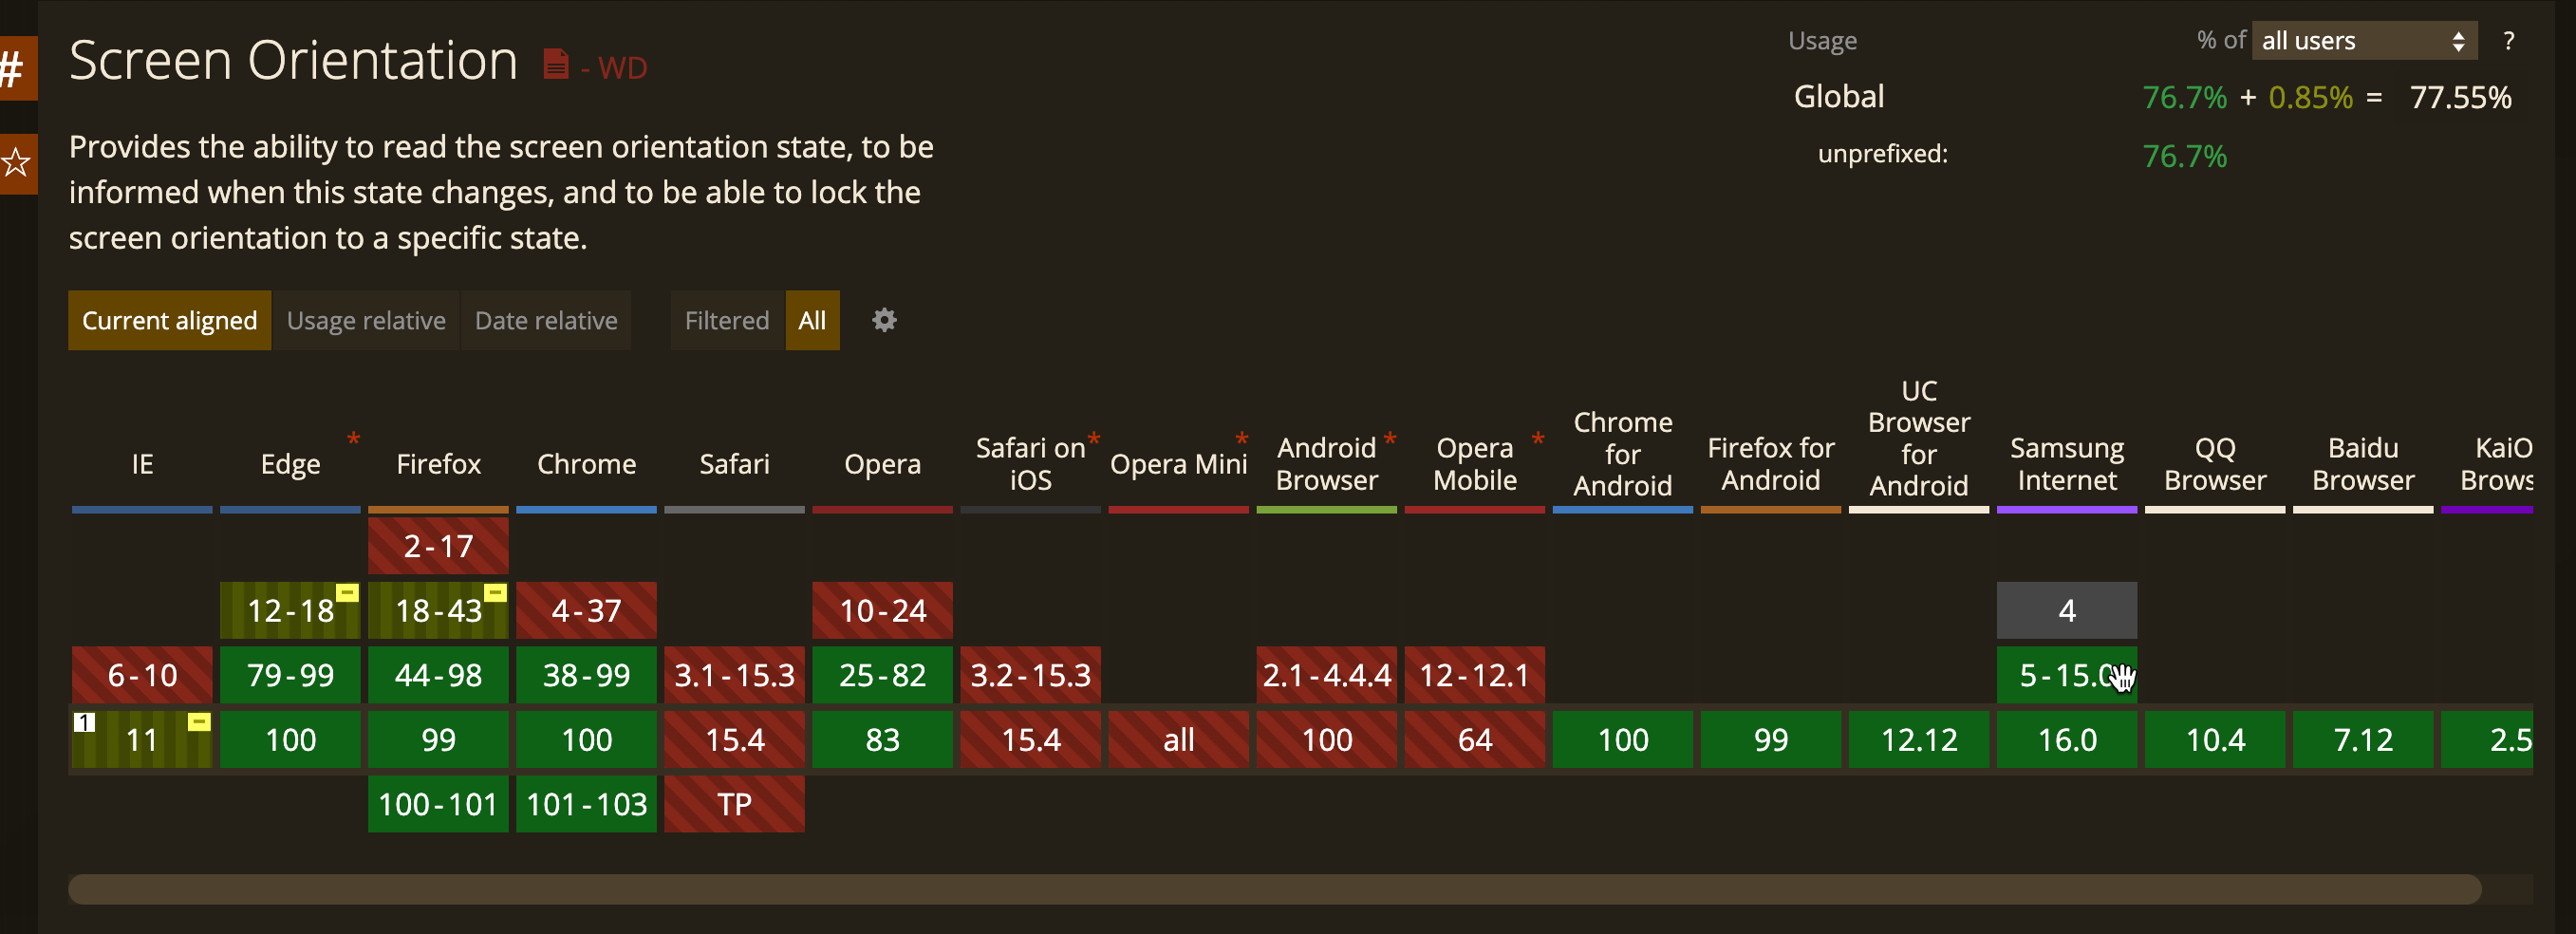 #
Screen Orientation - WD
Usage % of all users ?
Global 76.7% + 0.85% = 77.55%
unprefixed: 76.7%
Provides the ability to read the screen orientation state, to be
informed when this state changes, and to be able to lock the
screen orientation to a specific state.
Current aligned Usage relative Date relative Filtered All
IE
Edge *
Firefox
Chrome
Safari
Opera
Safari on *
iOS
Opera Mini *
Android *
Browser
Opera *
Mobile
Chrome
for
Android
Firefox for
Android
UC
Browser
for
Android
Samsung
Internet
QQ
Browser
Baidu
Browser
KaiO
Brows
2-17
12-18 18-43 4-37 10-24 4
6-10 79-99 44-98 38-99 3.1-15.3 25-82 3.2-15.3 2.1-4.4.4 12-12.1 5-15.0
1 11 100 99 100 15.4 83 15.4 all 100 64 100 99 12.12 16.0 10.4 7.12 2.5
100-101 101-103 TP